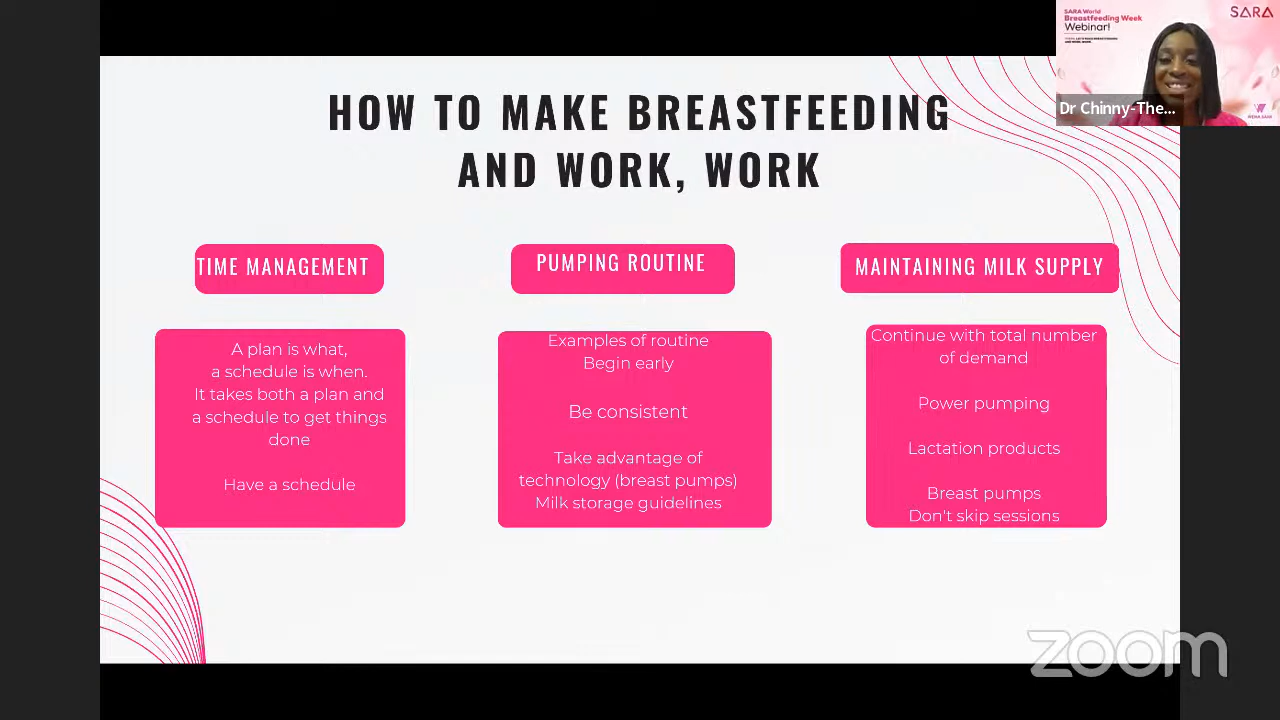 SARA World
Breastfeeding Week
Webinar!
SARA
Dr Chinny-The...
HOW TO MAKE BREASTFEEDING
AND WORK, WORK
TIME MANAGEMENT
A plan is what,
a schedule is when.
It takes both a plan and
a schedule to get things
done
Have a schedule
PUMPING ROUTINE
Examples of routine
Begin early
Be consistent
Take advantage of
technology (breast pumps)
Milk storage guidelines
MAINTAINING MILK SUPPLY
Continue with total number
of demand
Power pumping
Lactation products
Breast pumps
Don't skip sessions
zoom